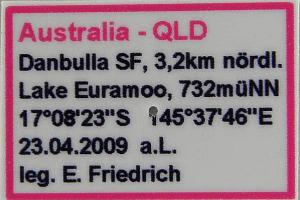 Australia - QLD
Danbulla SF, 3,2km nördl.
Lake Euramoo, 732müNN
17°08'23"S 145°37'46"E
23.04.2009 a.L.
leg. E. Friedrich